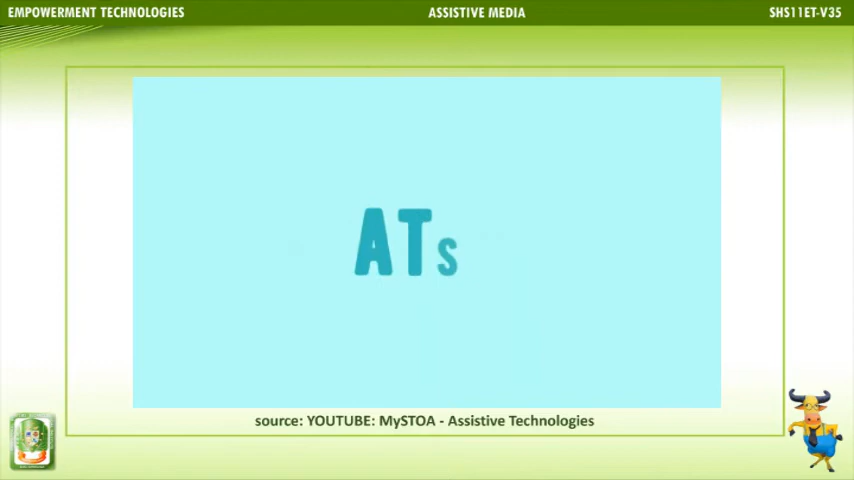 EMPOWERMENT TECHNOLOGIES
ASSISTIVE MEDIA
SHS11ET-V35
ATs
source: YOUTUBE: MySTOA - Assistive Technologies